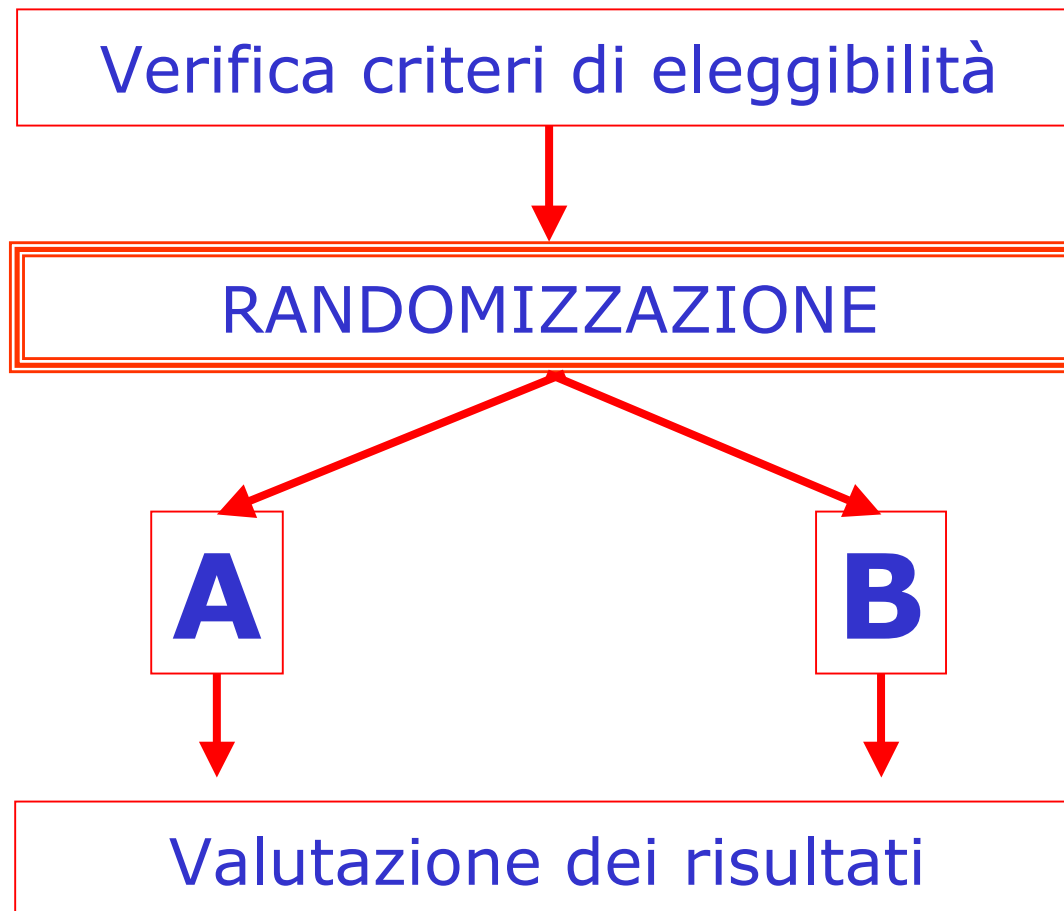 Verifica criteri di eleggibilità
RANDOMIZZAZIONE
A
B
Valutazione dei risultati